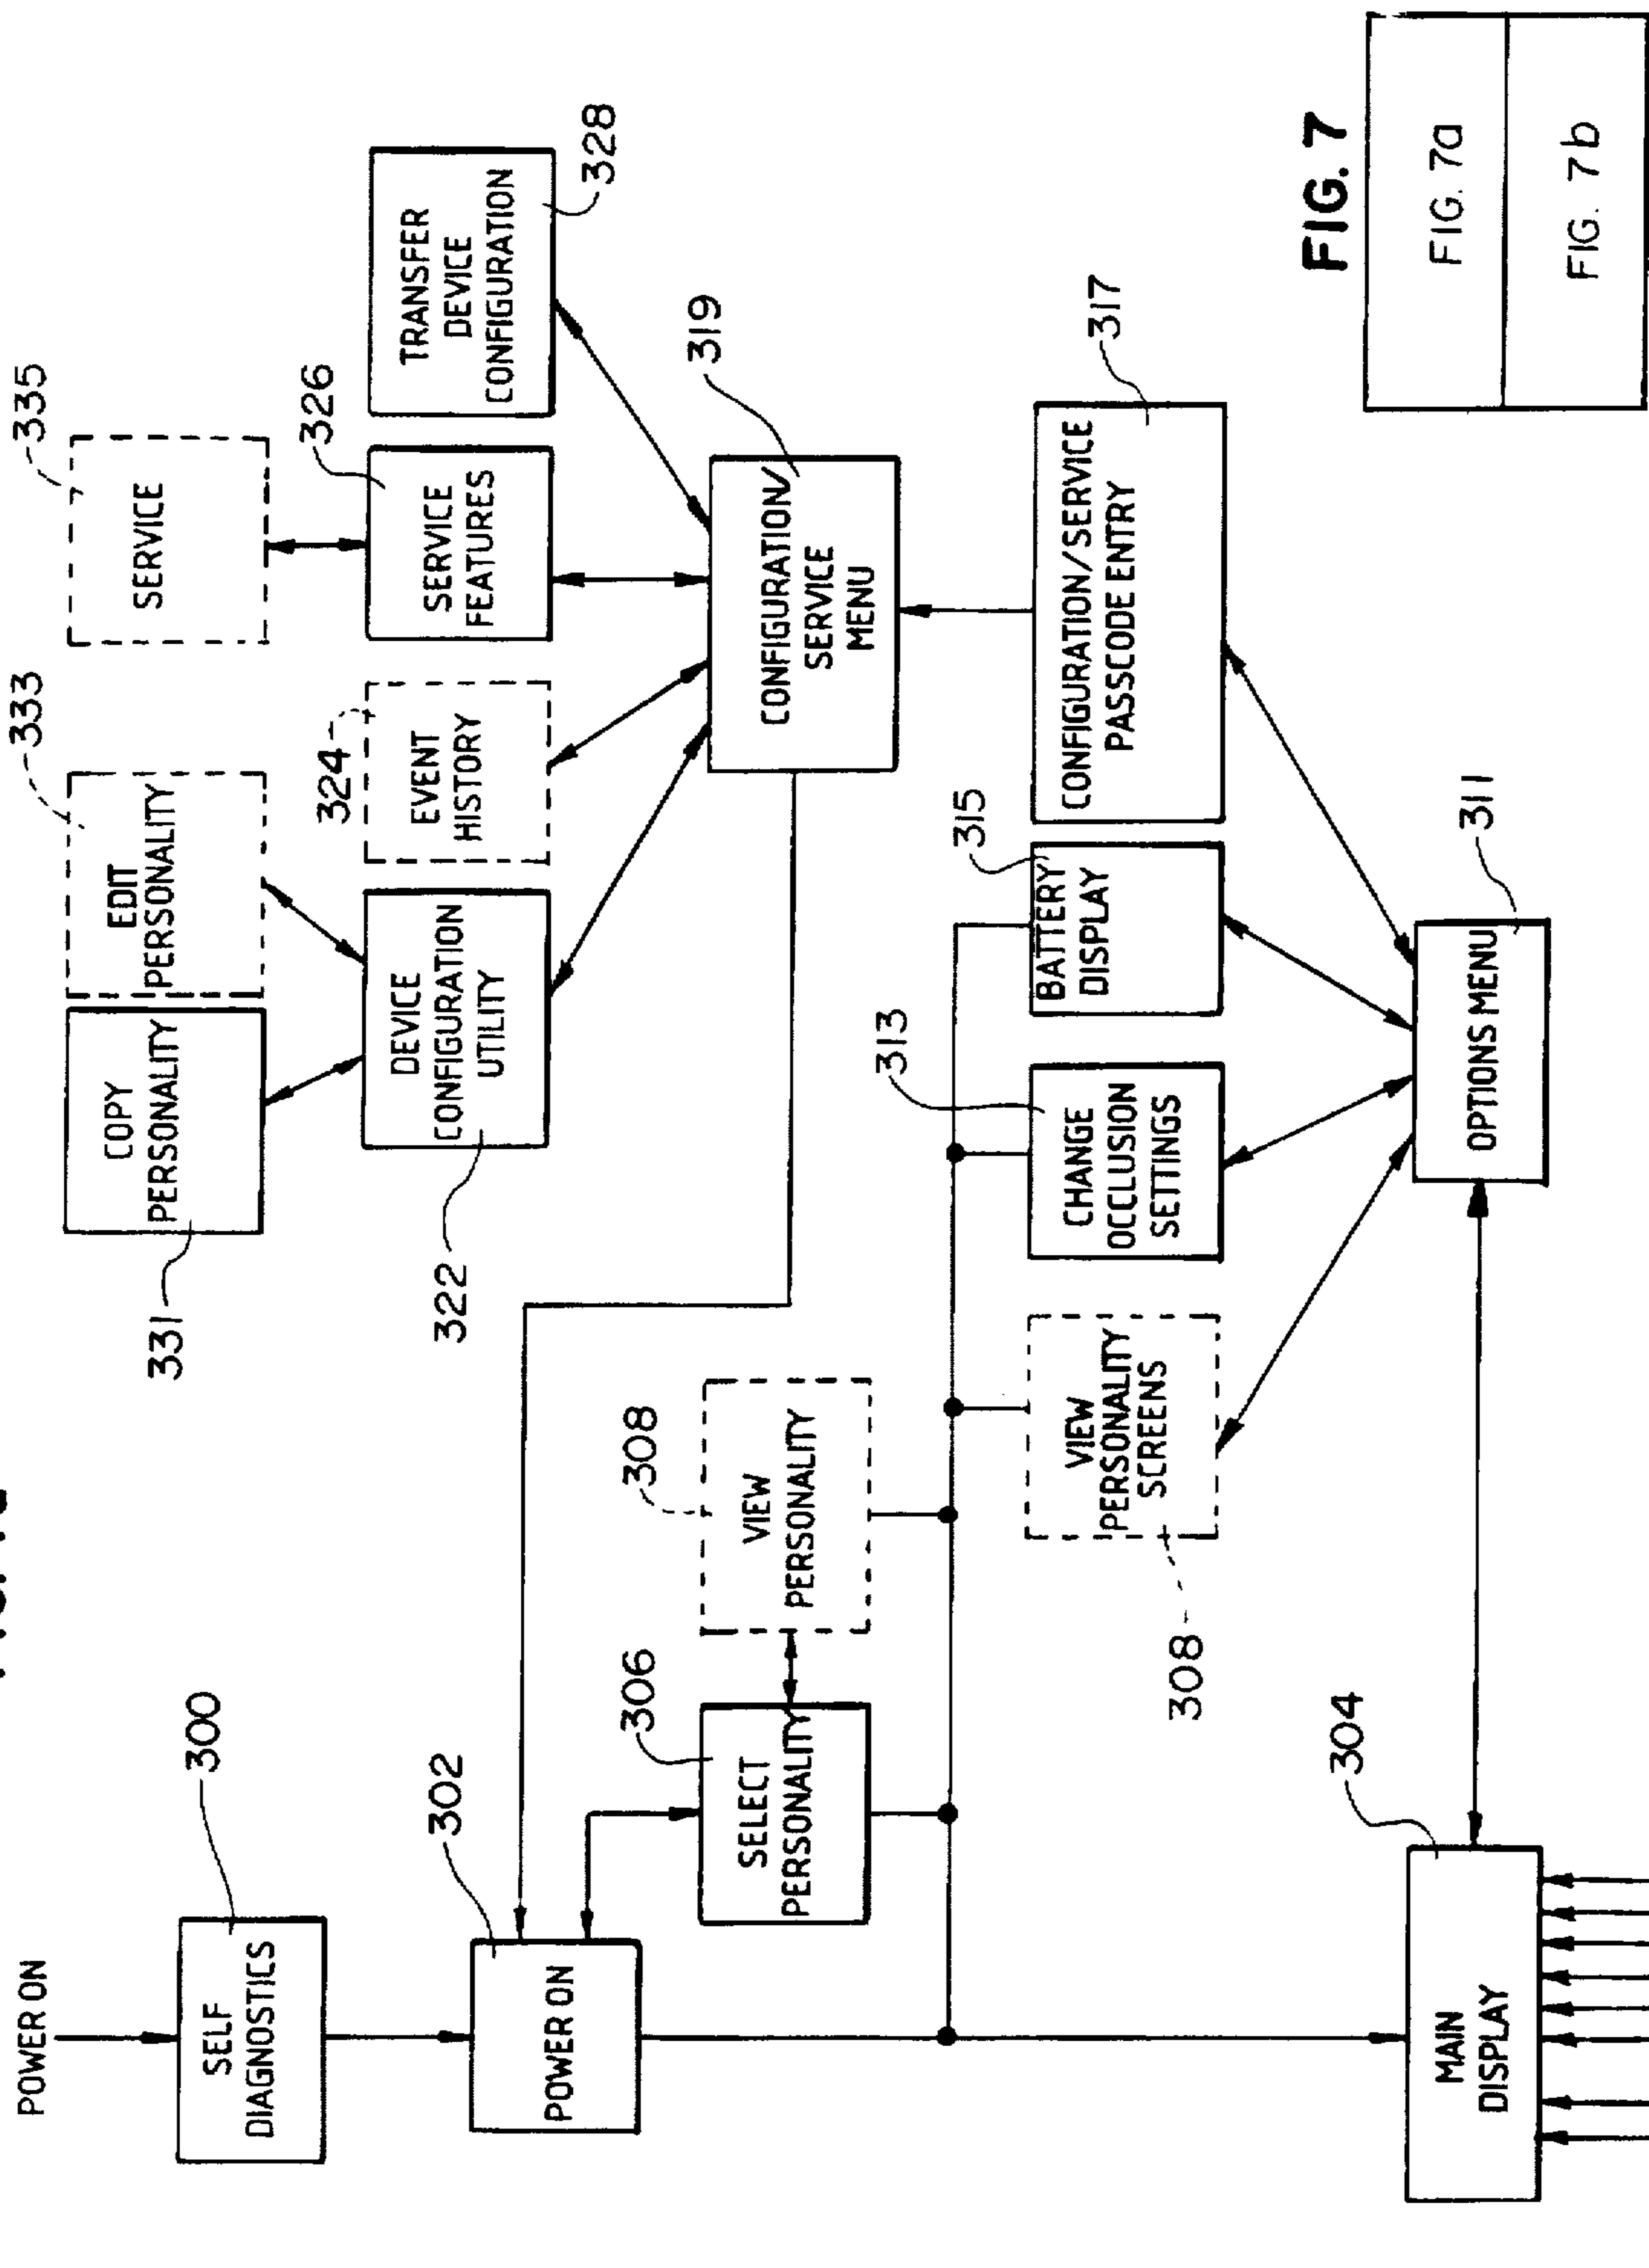 POWER ON
SELF
DIAGNOSTICS
300
POWER ON
302
SELECT
PERSONALITY
306
VIEW
PERSONALITY
308
MAIN
DISPLAY
304
COPY
PERSONALITY
331
EDIT
PERSONALITY
333
SERVICE
335
DEVICE
CONFIGURATION
UTILITY
322
EVENT
HISTORY
324
SERVICE
FEATURES
326
TRANSFER
DEVICE
CONFIGURATION
328
CONFIGURATION/
SERVICE
MENU
319
VIEW
PERSONALITY
SCREENS
308
CHANGE
OCCLUSION
SETTINGS
313
BATTERY
DISPLAY
315
CONFIGURATION/SERVICE
PASSCODE ENTRY
317
OPTIONS MENU
311
FIG. 7
FIG. 7a
FIG. 7b